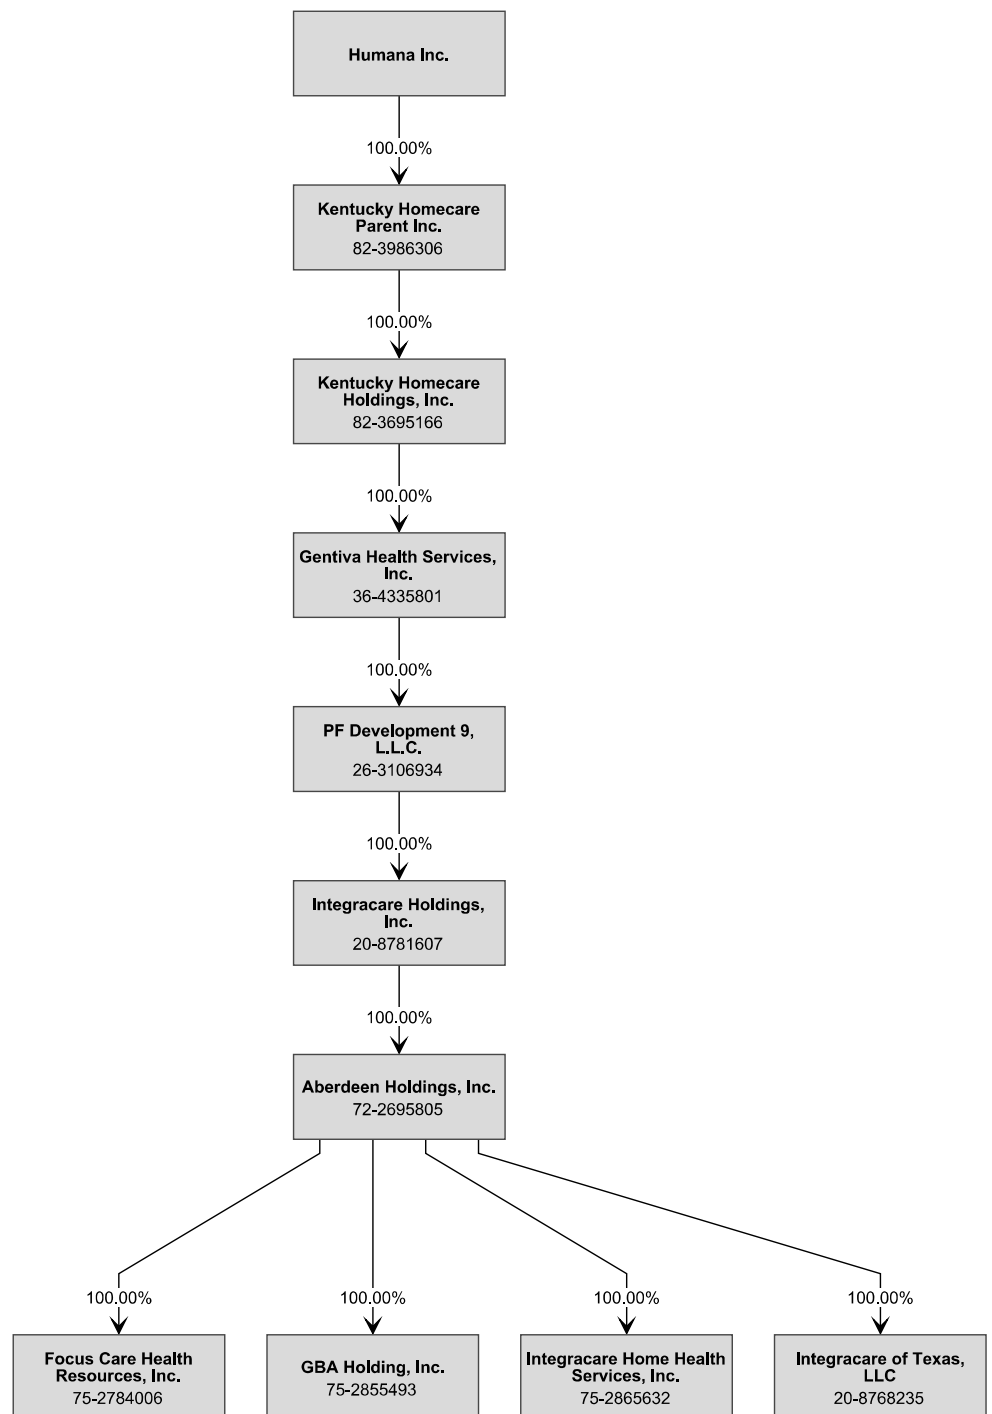 Humana Inc.
100.00%
Kentucky Homecare
Parent Inc.
82-3986306
100.00%
Kentucky Homecare
Holdings, Inc.
82-3695166
100.00%
Gentiva Health Services,
Inc.
36-4335801
100.00%
PF Development 9,
L.L.C.
26-3106934
100.00%
Integracare Holdings,
Inc.
20-8781607
100.00%
Aberdeen Holdings, Inc.
72-2695805
100.00%
100.00%
100.00%
100.00%
Focus Care Health
Resources, Inc.
75-2784006
GBA Holding, Inc.
75-2855493
Integracare Home Health
Services, Inc.
75-2865632
Integracare of Texas,
LLC
20-8768235